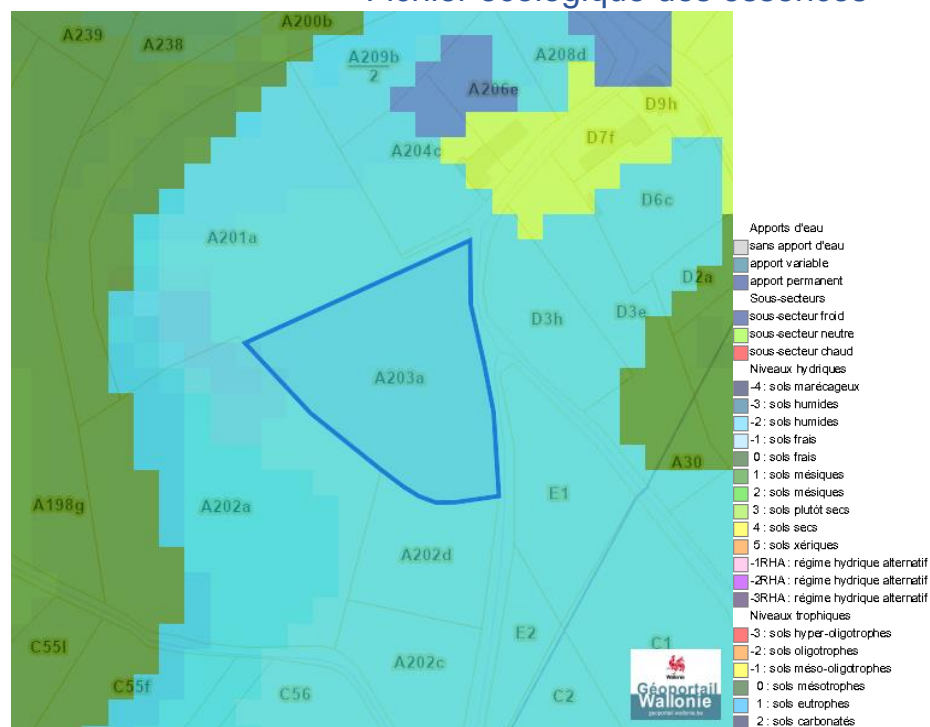 Fichier écologique des essences
A239
A238
A200b
A209b
2
A208d
A206e
D9h
D7f
A204c
D6c
A201a
D2a
D3h
D3e
A203a
A30
A198g
A202a
E1
A202d
E2
C1
C55l
A202c
C55f
C56
C2
Wallonie
Géoportail
Wallonie
geoportail.wallonie.be
Apports d'eau
sans apport d'eau
apport variable
apport permanent
Sous-secteurs
sous-secteur froid
sous-secteur neutre
sous-secteur chaud
Niveaux hydriques
-4 : sols marécageux
-3 : sols humides
-2 : sols humides
-1 : sols frais
0 : sols frais
1 : sols mésiques
2 : sols mésiques
3 : sols plutôt secs
4 : sols secs
5 : sols xériques
-1RHA : régime hydrique alternatif
-2RHA : régime hydrique alternatif
-3RHA : régime hydrique alternatif
Niveaux trophiques
-3 : sols hyper-oligotrophes
-2 : sols oligotrophes
-1 : sols méso-oligotrophes
0 : sols mésotrophes
1 : sols eutrophes
2 : sols carbonatés